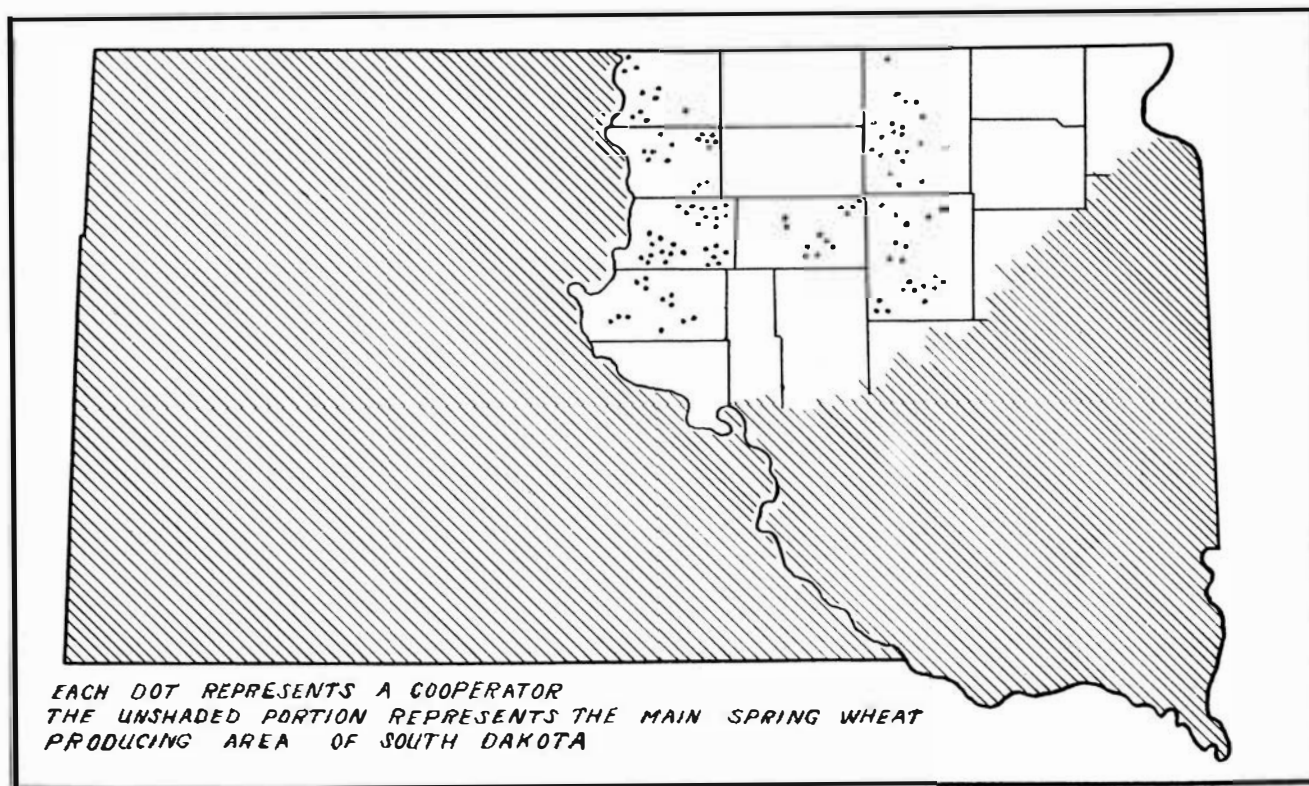 EACH DOT REPRESENTS A COOPERATOR
THE UNSHADED PORTION REPRESENTS THE MAIN SPRING WHEAT
PRODUCING AREA OF SOUTH DAKOTA